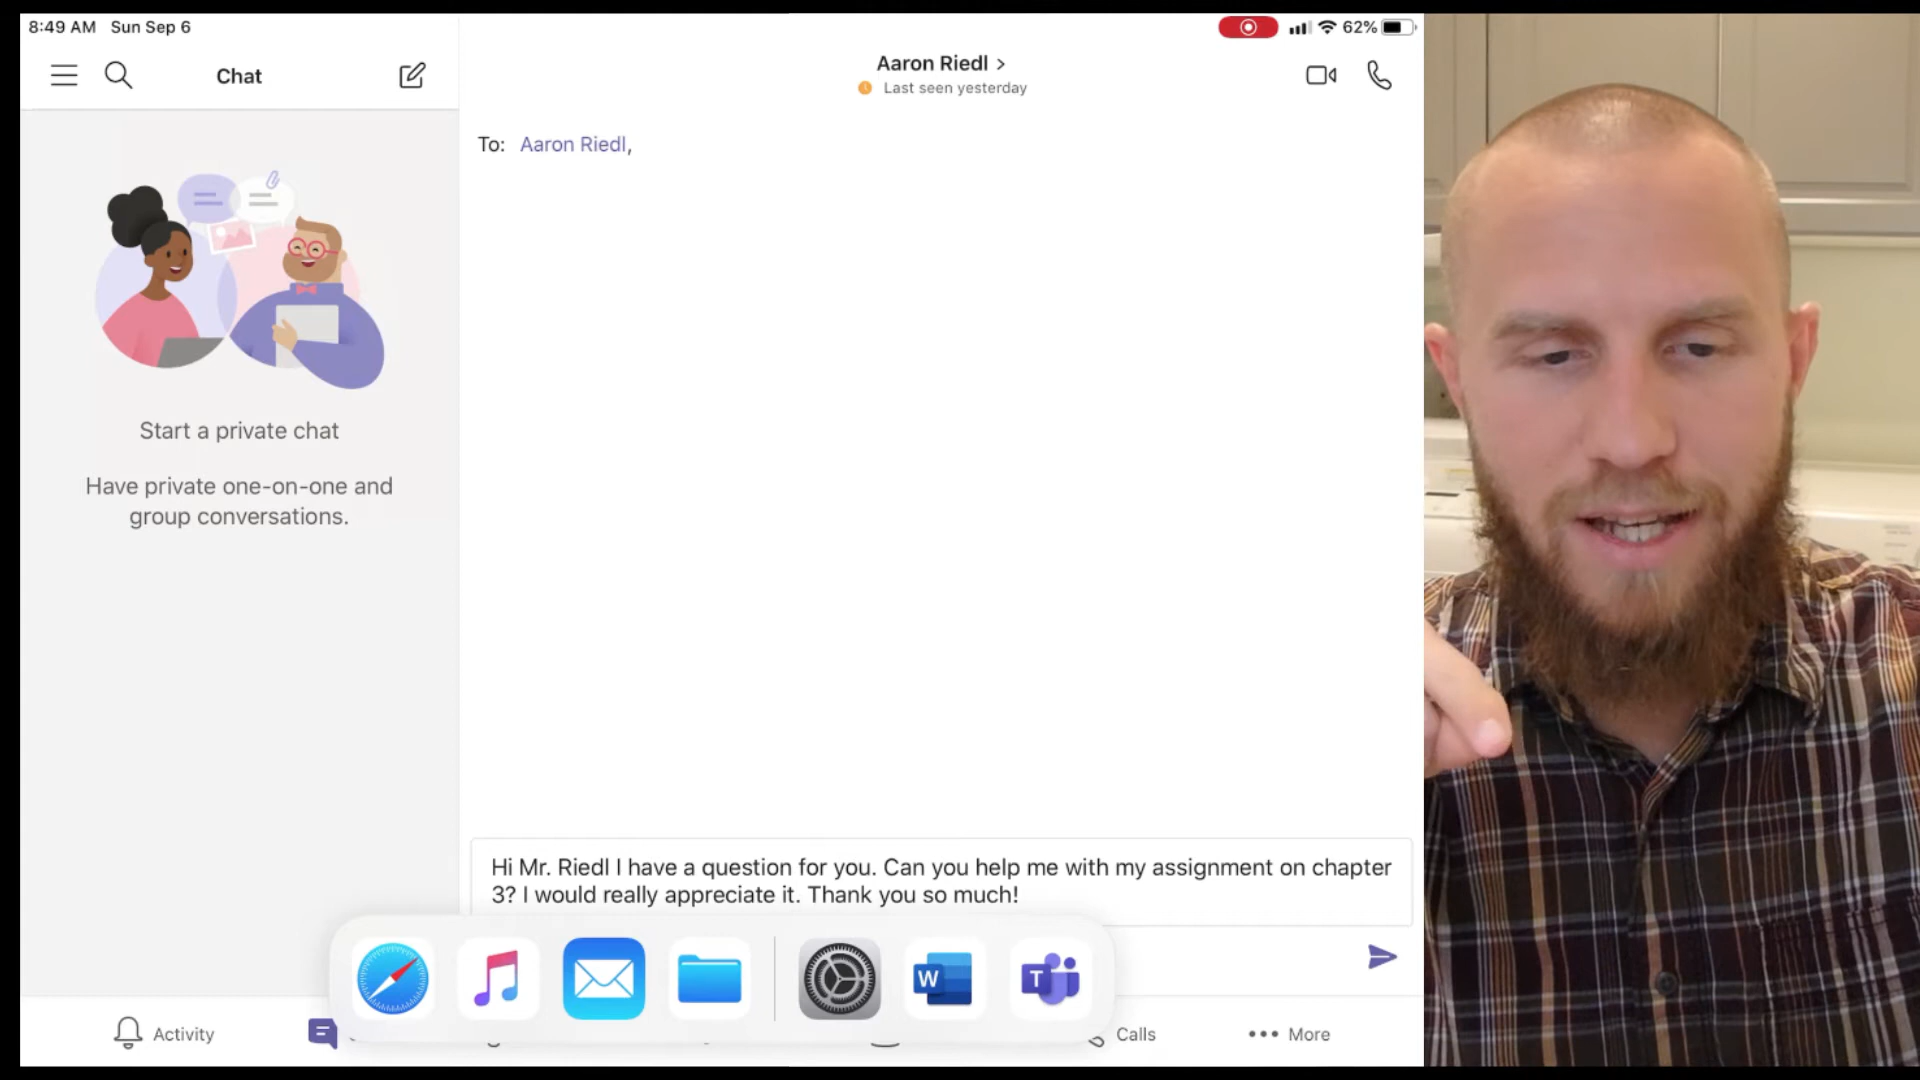 8:49 AM Sun Sep 6
62%
Chat
Aaron Riedl >
Last seen yesterday
To: Aaron Riedl,
Start a private chat
Have private one-on-one and
group conversations.
Hi Mr. Riedl I have a question for you. Can you help me with my assignment on chapter
3? I would really appreciate it. Thank you so much!
W
T
Activity
Calls
More